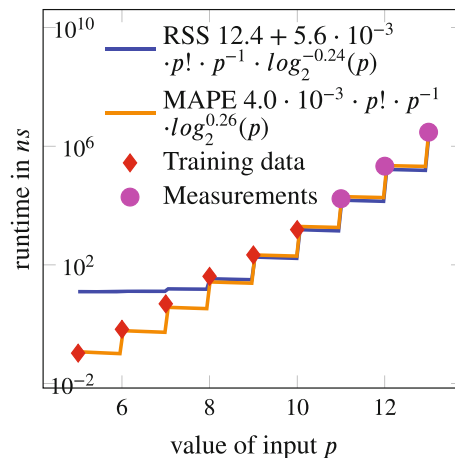 10^10
RSS 12.4 + 5.6 · 10^−3
· p! · p^−1 · log_2^−0.24(p)
MAPE 4.0 · 10^−3 · p! · p^−1
· log_2^0.26(p)
10^6
Training data
Measurements
10^2
10^−2
runtime in ns
6 8 10 12
value of input p